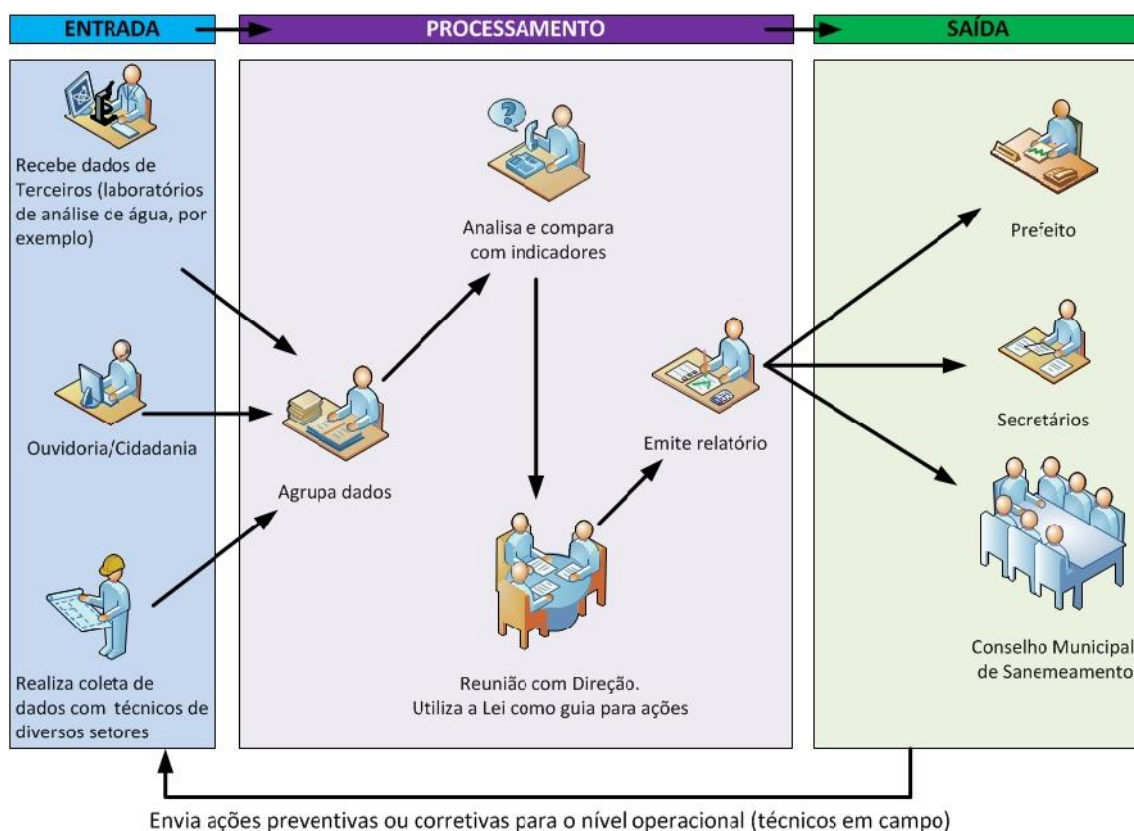 ENTRADA
PROCESSAMENTO
SAÍDA
Recebe dados de
Terceiros (laboratórios
de análise de água, por
exemplo)
Ouvidoria/Cidadania
Realiza coleta de
dados com técnicos de
diversos setores
Agrupa dados
?
Analisa e compara
com indicadores
Reunião com Direção.
Utiliza a Lei como guia para ações
Emite relatório
Prefeito
Secretários
Conselho Municipal
de Sanemeamento
Envia ações preventivas ou corretivas para o nível operacional (técnicos em campo)